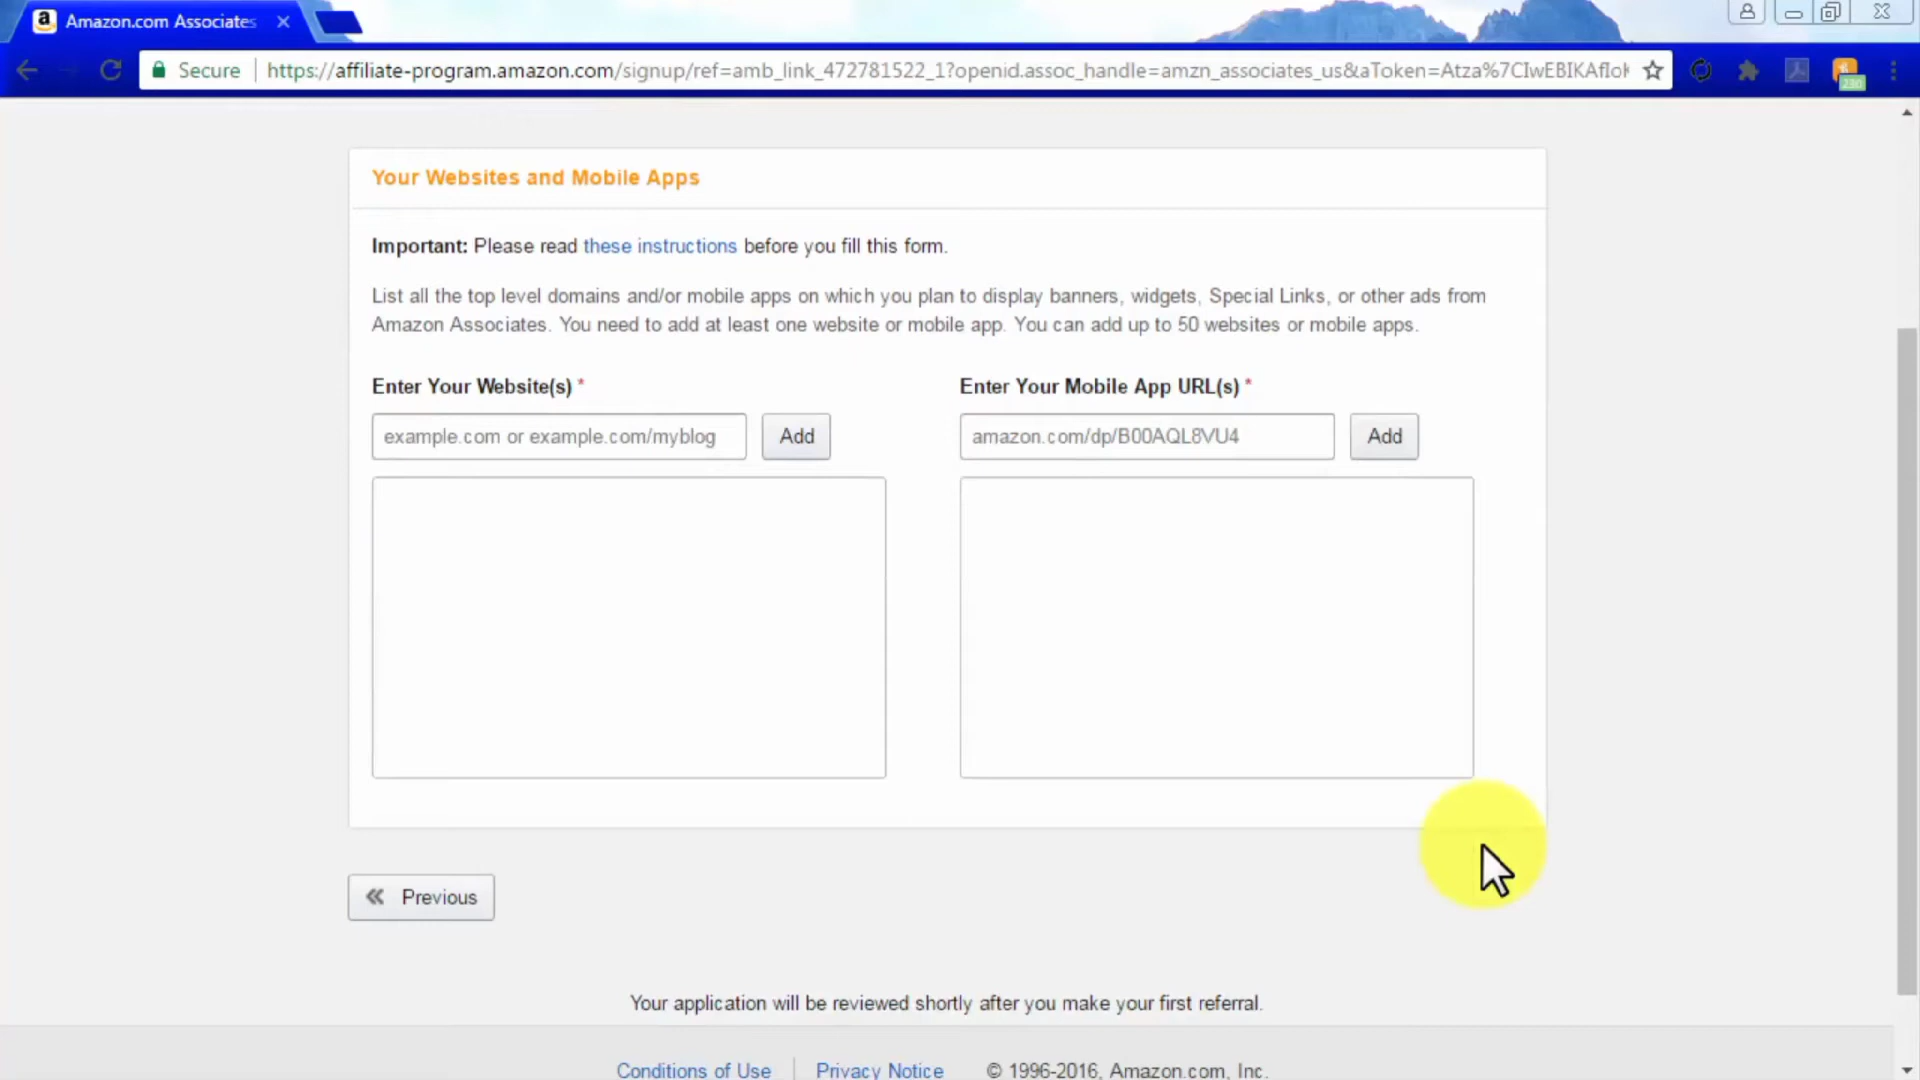 Amazon.com Associates
Secure
https://affiliate-program.amazon.com/signup/ref=amb_link_472781522_1?openid.assoc_handle=amzn_associates_us&aToken=Atza%7CIwEBIKAfIoK
230
Your Websites and Mobile Apps
Important: Please read these instructions before you fill this form.
List all the top level domains and/or mobile apps on which you plan to display banners, widgets, Special Links, or other ads from
Amazon Associates. You need to add at least one website or mobile app. You can add up to 50 websites or mobile apps.
Enter Your Website(s) *
Enter Your Mobile App URL(s) *
example.com or example.com/myblog
Add
amazon.com/dp/B00AQL8VU4
Add
Previous
Your application will be reviewed shortly after you make your first referral.
Conditions of Use
Privacy Notice
© 1996-2016, Amazon.com, Inc.